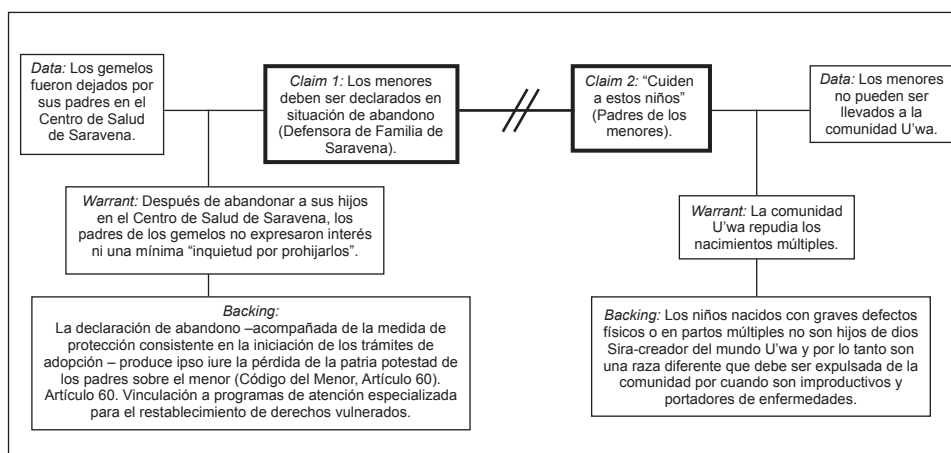 Data: Los gemelos
fueron dejados por
sus padres en el
Centro de Salud
de Saravena.
Claim 1: Los menores
deben ser declarados en
situación de abandono
(Defensora de Familia de
Saravena).
Claim 2: “Cuiden
a estos niños”
(Padres de los
menores).
Data: Los menores
no pueden ser
llevados a la
comunidad U'wa.
Warrant: Después de abandonar a sus hijos
en el Centro de Salud de Saravena, los
padres de los gemelos no expresaron interés
ni una mínima “inquietud por prohijarlos”.
Warrant: La comunidad
U'wa repudia los
nacimientos múltiples.
Backing:
La declaración de abandono –acompañada de la medida de
protección consistente en la iniciación de los trámites de
adopción – produce ipso iure la pérdida de la patria potestad de
los padres sobre el menor (Código del Menor, Artículo 60).
Artículo 60. Vinculación a programas de atención especializada
para el restablecimiento de derechos vulnerados.
Backing: Los niños nacidos con graves defectos
físicos o en partos múltiples no son hijos de dios
Sira-creador del mundo U'wa y por lo tanto son
una raza diferente que debe ser expulsada de
la comunidad por cuando son improductivos y
portadores de enfermedades.